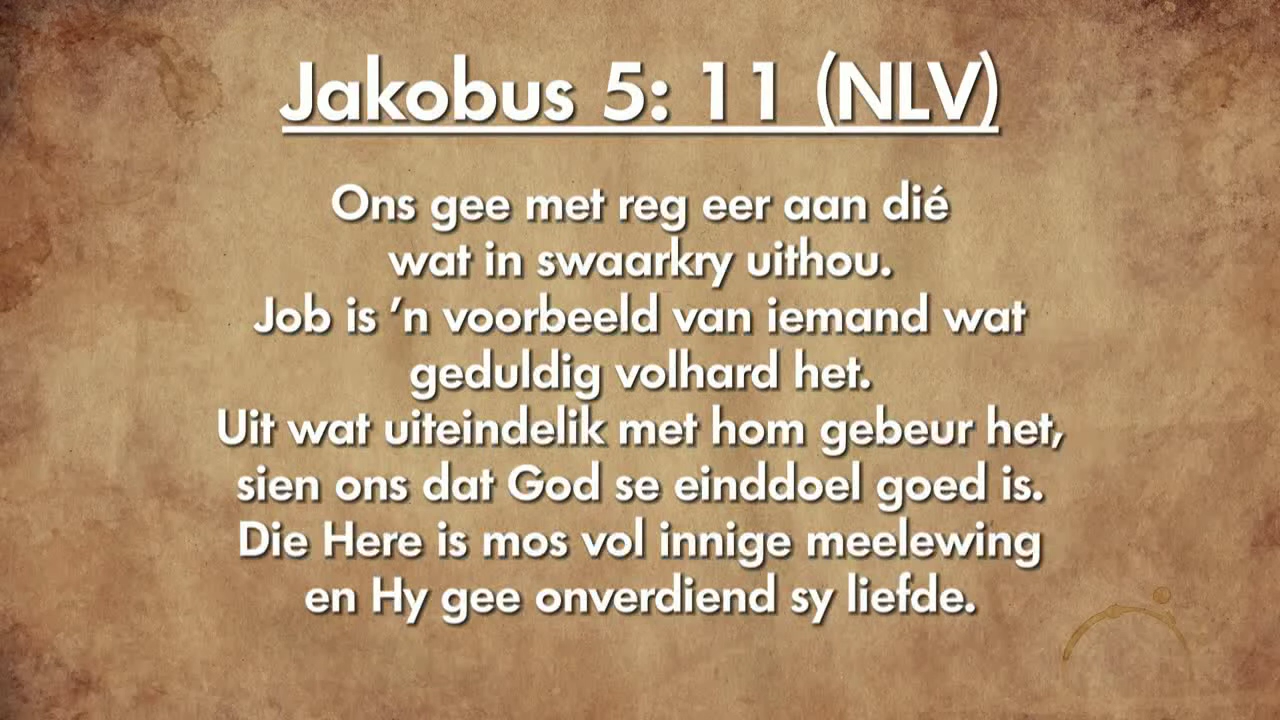 Jakobus 5: 11 (NLV)
Ons gee met reg eer aan dié
wat in swaarkry uithou.
Job is ’n voorbeeld van iemand wat
geduldig volhard het.
Uit wat uiteindelik met hom gebeur het,
sien ons dat God se einddoel goed is.
Die Here is mos vol innige meelewing
en Hy gee onverdiend sy liefde.